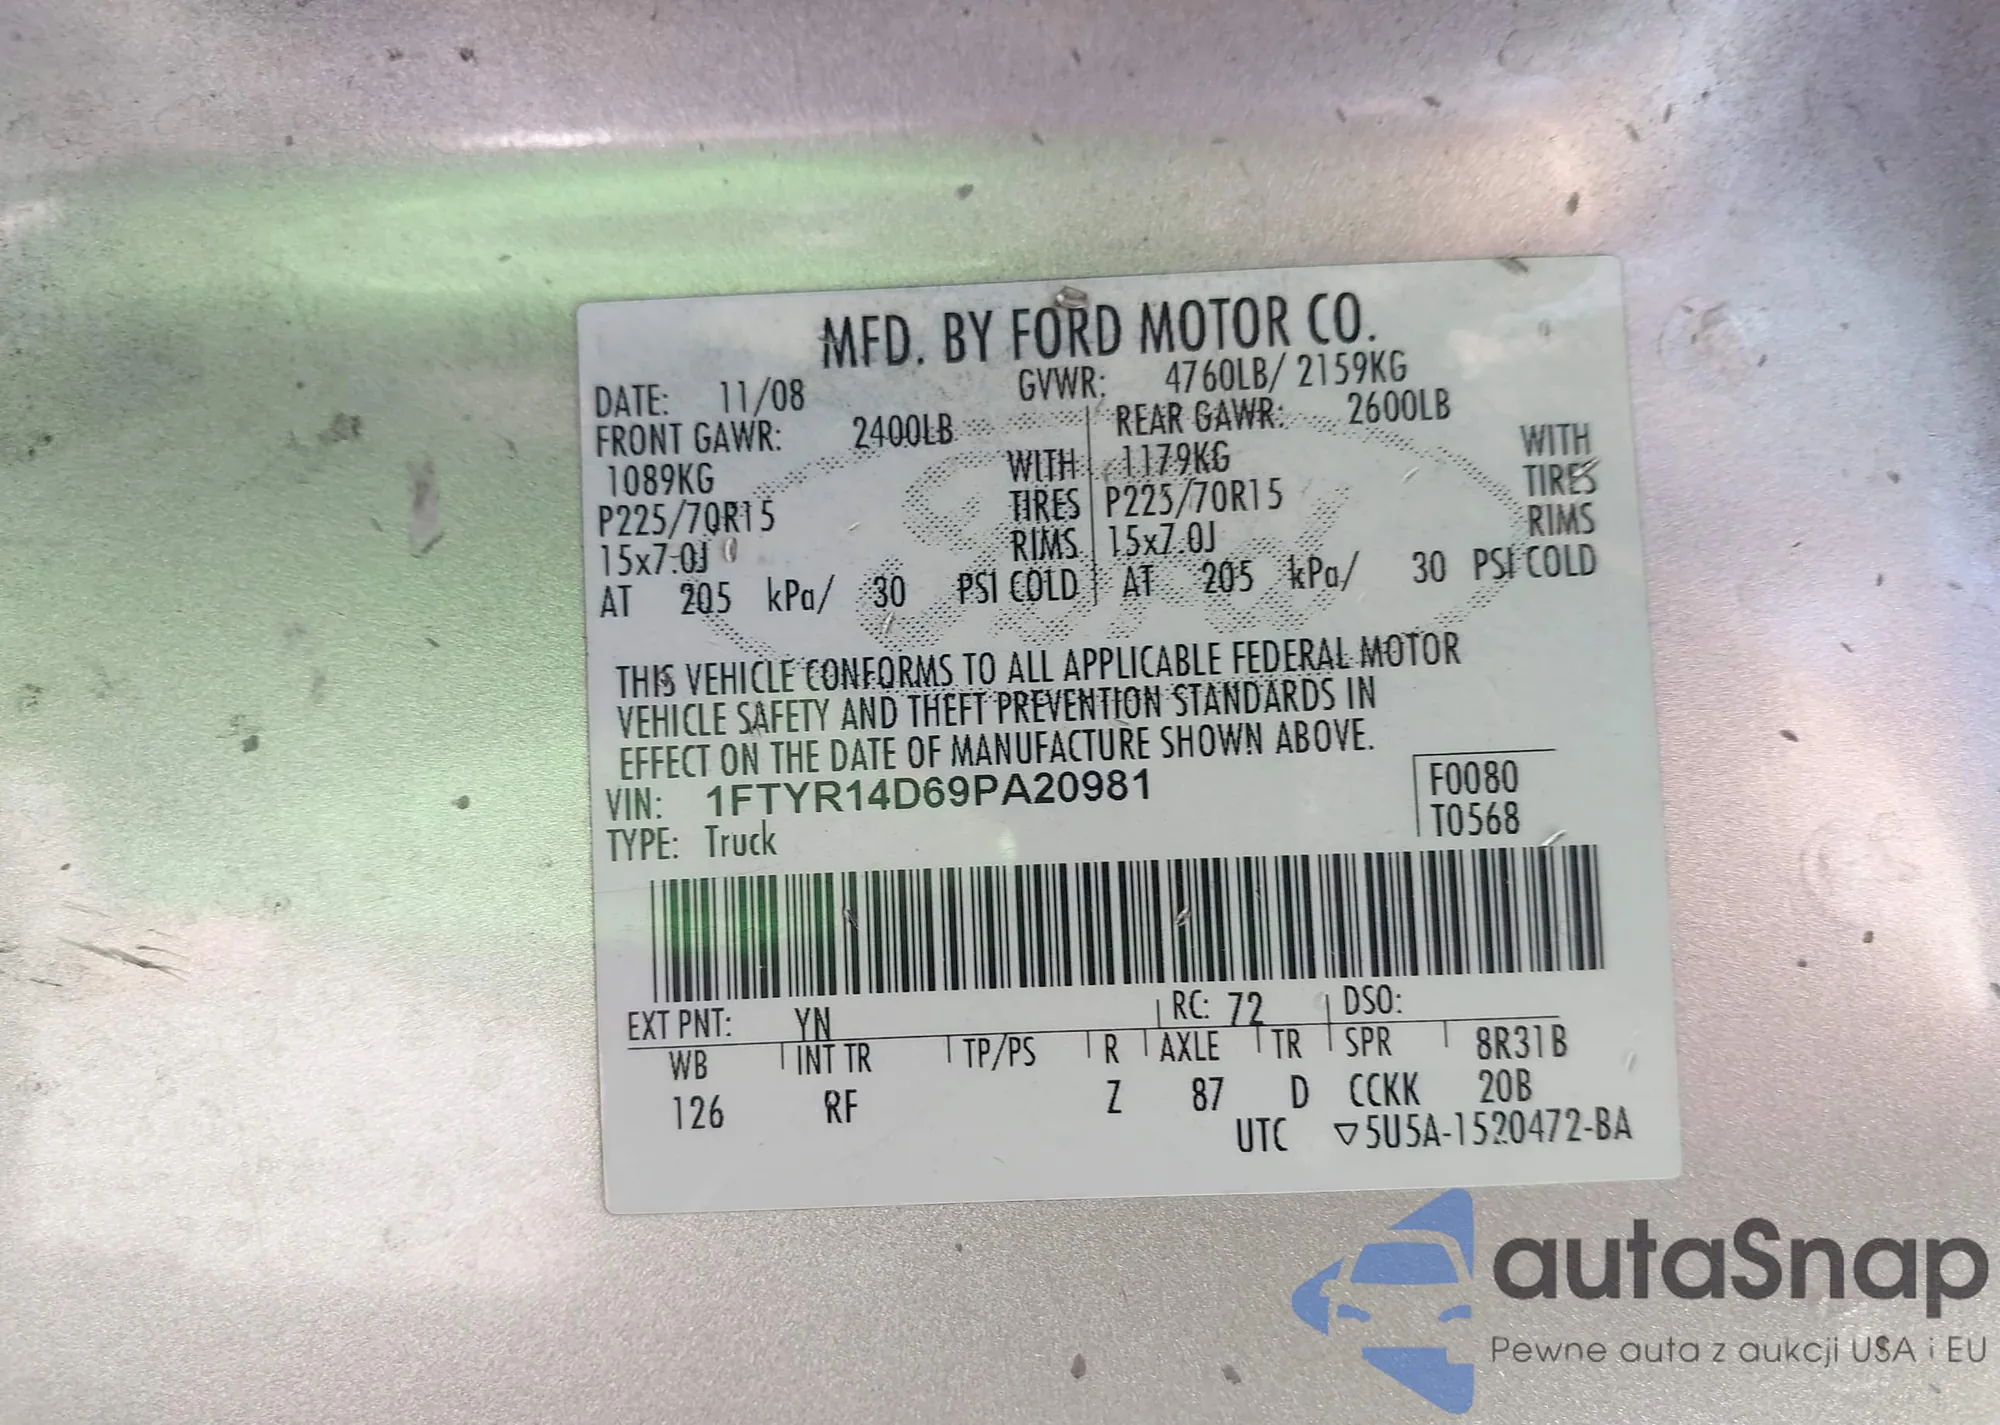 MFD. BY FORD MOTOR CO.
DATE: 11/08 GVWR: 4760LB/ 2159KG
FRONT GAWR: 2400LB REAR GAWR: 2600LB
1089KG WITH 1179KG WITH
P225/70R15 TIRES P225/70R15 TIRES
15x7.0J RIMS 15x7.0J RIMS
AT 205 kPa/ 30 PSI COLD AT 205 kPa/ 30 PSI COLD
THIS VEHICLE CONFORMS TO ALL APPLICABLE FEDERAL MOTOR
VEHICLE SAFETY AND THEFT PREVENTION STANDARDS IN
EFFECT ON THE DATE OF MANUFACTURE SHOWN ABOVE.
VIN: 1FTYR14D69PA20981 F0080
TYPE: Truck T0568
EXT PNT: YN RC: 72 DSO:
WB INT TR TP/PS R AXLE TR SPR 8R31B
126 RF Z 87 D CCKK 20B
UTC ▽5U5A-1520472-BA
autaSnap
Pewne auta z aukcji USA i EU